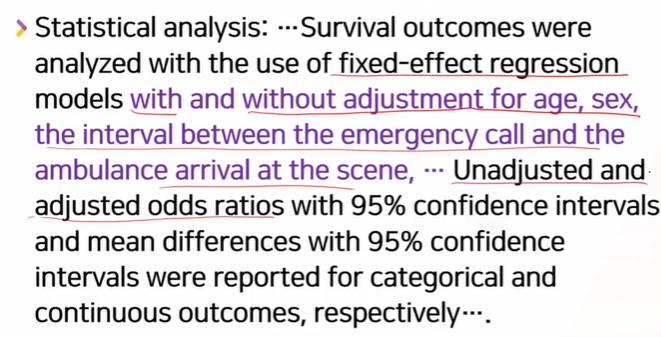 Statistical analysis: ···Survival outcomes were
analyzed with the use of fixed-effect regression
models with and without adjustment for age, sex,
the interval between the emergency call and the
ambulance arrival at the scene, ··· Unadjusted and
adjusted odds ratios with 95% confidence intervals
and mean differences with 95% confidence
intervals were reported for categorical and
continuous outcomes, respectively···.